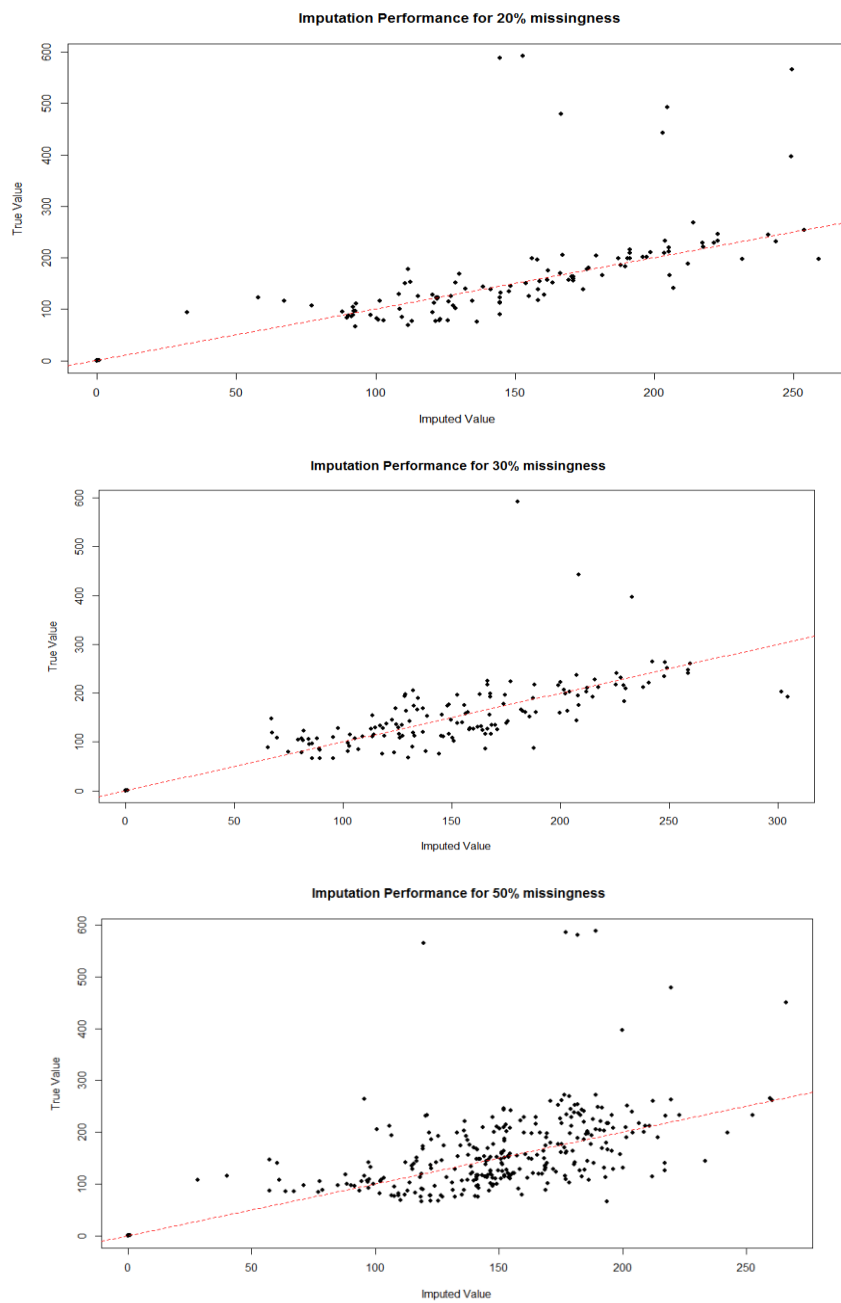 Imputation Performance for 20% missingness
True Value
600
500
400
300
200
100
0
0 50 100 150 200 250
Imputed Value
Imputation Performance for 30% missingness
True Value
600
500
400
300
200
100
0
0 50 100 150 200 250 300
Imputed Value
Imputation Performance for 50% missingness
True Value
600
500
400
300
200
100
0
0 50 100 150 200 250
Imputed Value